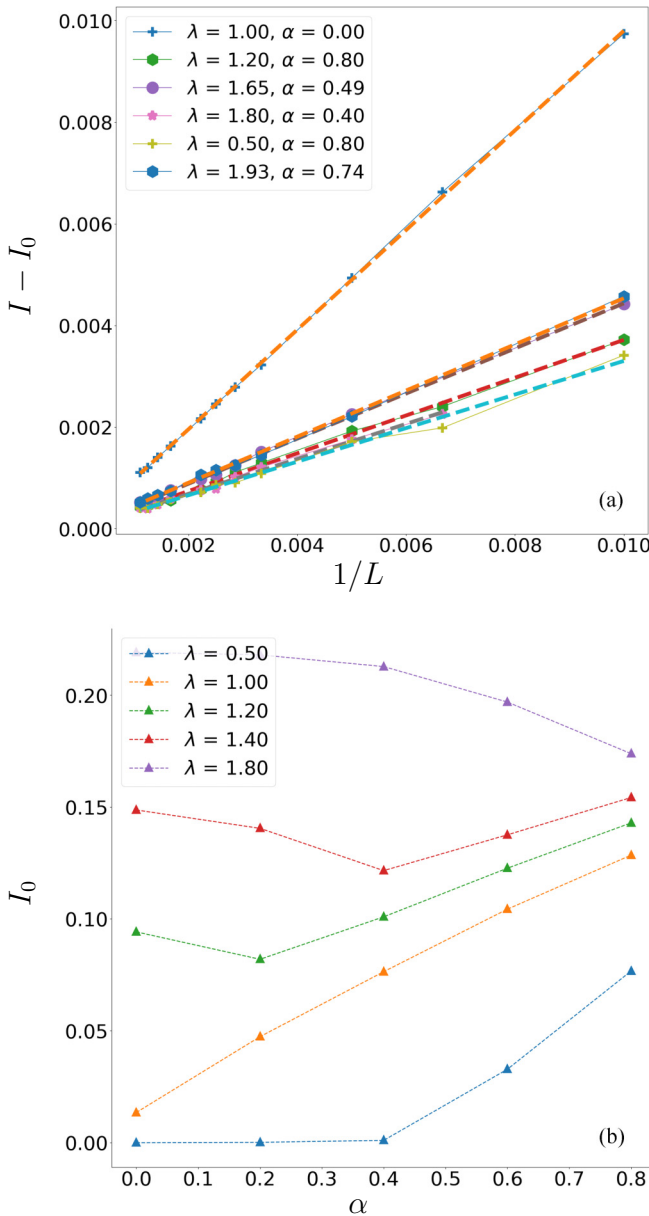 0.010
λ = 1.00, α = 0.00
λ = 1.20, α = 0.80
λ = 1.65, α = 0.49
λ = 1.80, α = 0.40
λ = 0.50, α = 0.80
λ = 1.93, α = 0.74
0.008
0.006
0.004
0.002
0.000
I − I₀
(a)
0.002 0.004 0.006 0.008 0.010
1/L
λ = 0.50
λ = 1.00
λ = 1.20
λ = 1.40
λ = 1.80
0.20
0.15
0.10
0.05
0.00
I₀
(b)
0.0 0.1 0.2 0.3 0.4 0.5 0.6 0.7 0.8
α